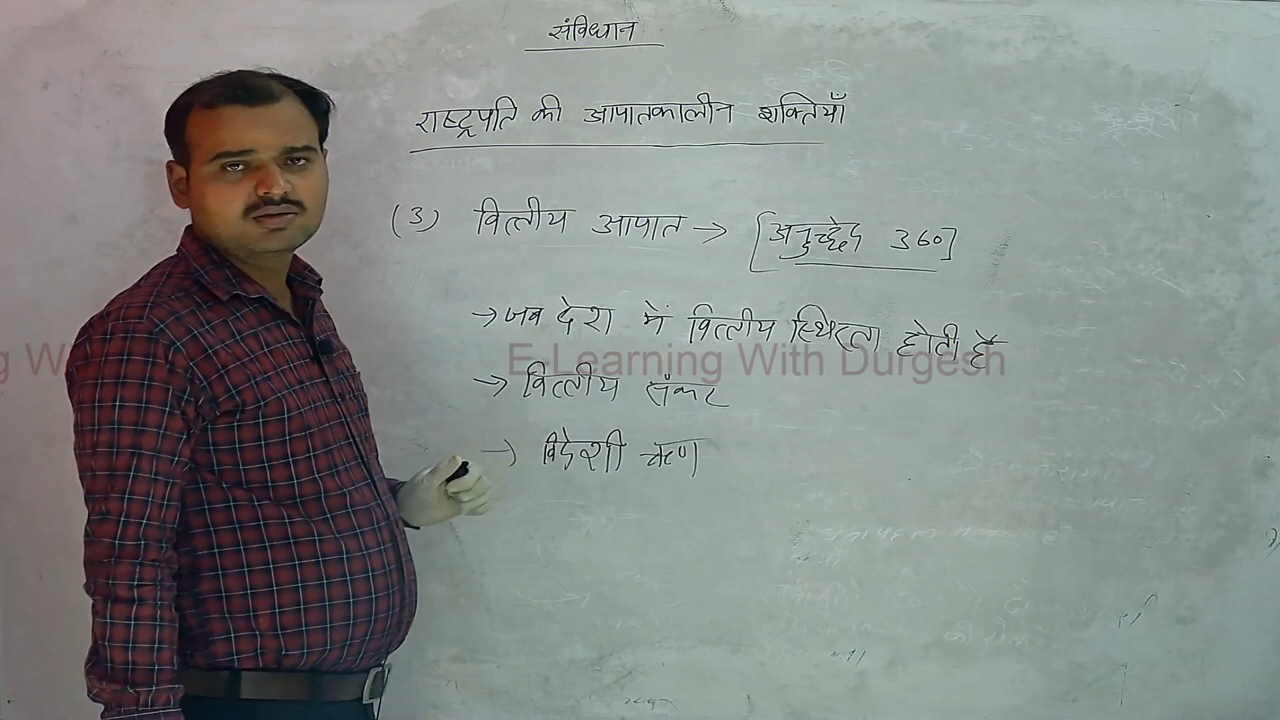 संविधान
राष्ट्रपति की आपातकालीन शक्तियाँ
(3) वित्तीय आपात → [अनुच्छेद 360]
→ जब देश में वित्तीय स्थिरता होती है
E-Learning With Durgesh
→ वित्तीय संकट
→ विदेशी ऋण